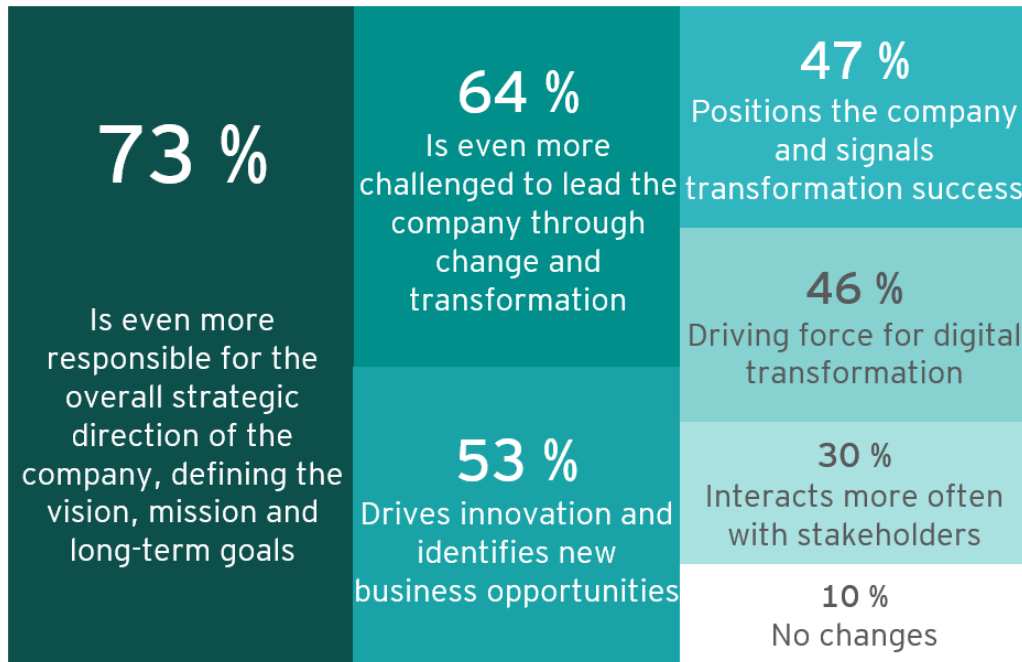 73 %
Is even more
responsible for the
overall strategic
direction of the
company, defining the
vision, mission and
long-term goals
64 %
Is even more
challenged to lead the
company through
change and
transformation
53 %
Drives innovation and
identifies new
business opportunities
47 %
Positions the company
and signals
transformation success
46 %
Driving force for digital
transformation
30 %
Interacts more often
with stakeholders
10 %
No changes